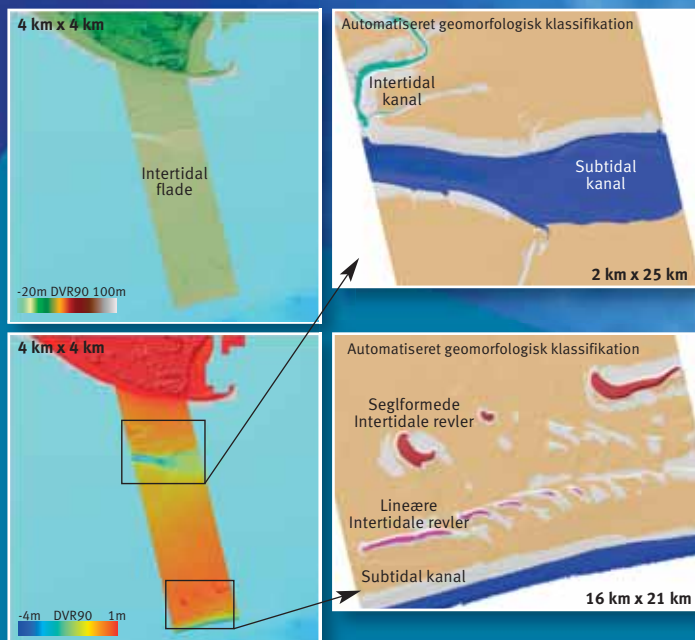 4 km x 4 km
Intertidal
flade
-20m DVR90 100m
Automatiseret geomorfologisk klassifikation
Intertidal
kanal
Subtidal
kanal
2 km x 25 km
4 km x 4 km
-4m DVR90 1m
Automatiseret geomorfologisk klassifikation
Seglformede
Intertidale revler
Lineære
Intertidale revler
Subtidal kanal
16 km x 21 km